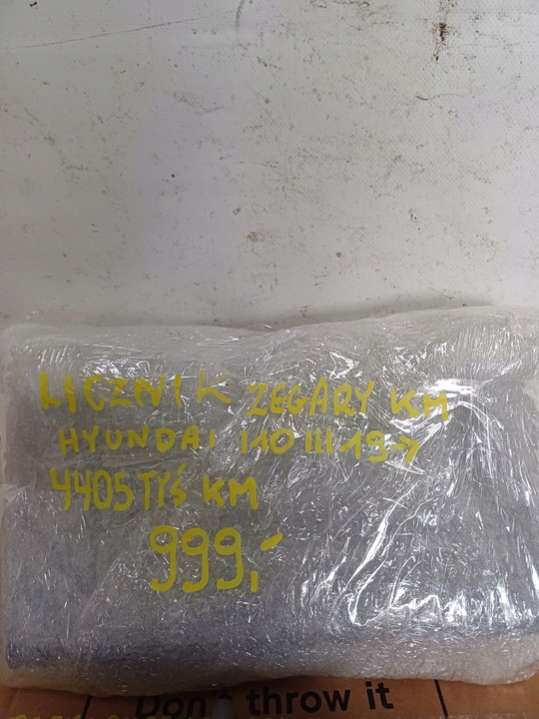 LICZNIK ZEGARY KM
HYUNDAI I10 III 19->
4405 TYŚ KM
999,-
Don't throw it